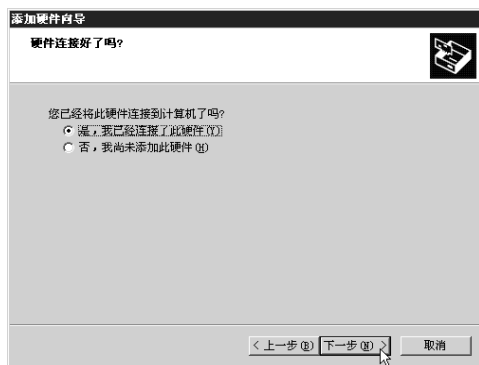 添加硬件向导
硬件连接好了吗?
您已经将此硬件连接到计算机了吗?
是，我已经连接了此硬件(Y)
否，我尚未添加此硬件(N)
< 上一步(B) 下一步(N) > 取消